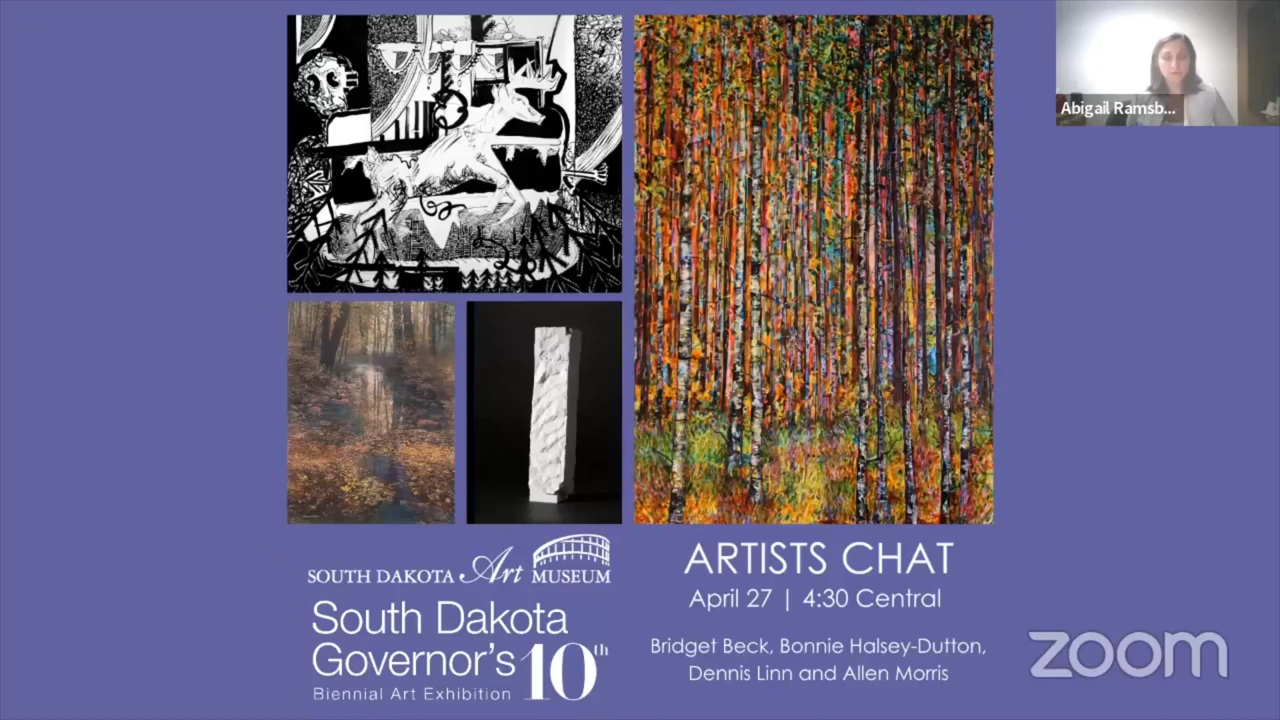 Abigail Ramsb...
SOUTH DAKOTA Art MUSEUM
South Dakota
Governor's 10th
Biennial Art Exhibition
ARTISTS CHAT
April 27 | 4:30 Central
Bridget Beck, Bonnie Halsey-Dutton,
Dennis Linn and Allen Morris
zoom